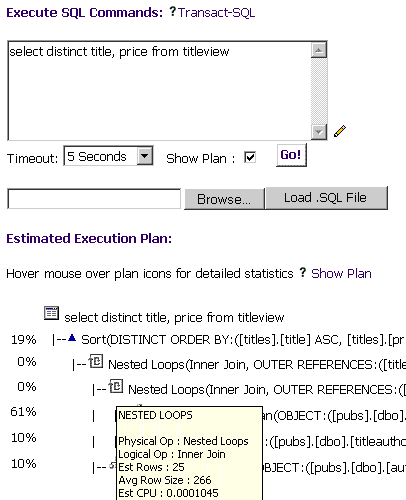 Execute SQL Commands: ?Transact-SQL
select distinct title, price from titleview
Timeout: 5 Seconds Show Plan : Go!
Browse... Load .SQL File
Estimated Execution Plan:
Hover mouse over plan icons for detailed statistics ? Show Plan
select distinct title, price from titleview
19% |--Sort(DISTINCT ORDER BY:([titles].[title] ASC, [titles].[pr
0% |--Nested Loops(Inner Join, OUTER REFERENCES:([title
0% |--Nested Loops(Inner Join, OUTER REFERENCES:([
61% | an(OBJECT:([pubs].[dbo].
10% | OBJECT:([pubs].[dbo].[titleautho
10% |-- OBJECT:([pubs].[dbo].[aut
NESTED LOOPS
Physical Op : Nested Loops
Logical Op : Inner Join
Est Rows : 25
Avg Row Size : 266
Est CPU : 0.0001045